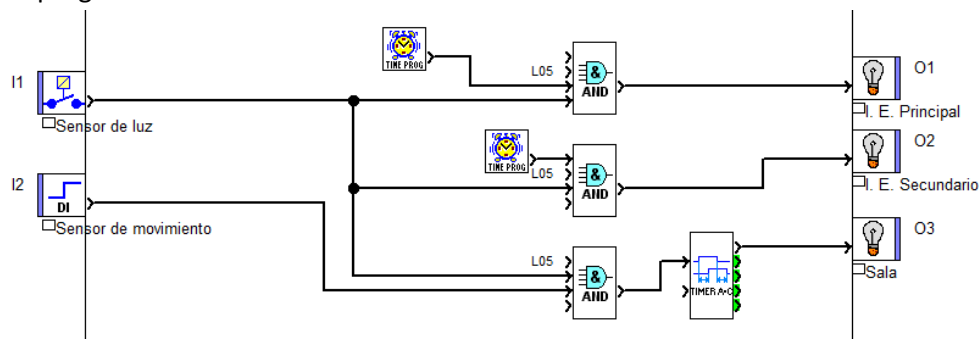 TIME PROG
L05
&
AND
I1
Sensor de luz
O1
I. E. Principal
TIME PROG
L05
&
AND
O2
I. E. Secundario
I2
DI
Sensor de movimiento
L05
&
AND
TIMER A·C
O3
Sala